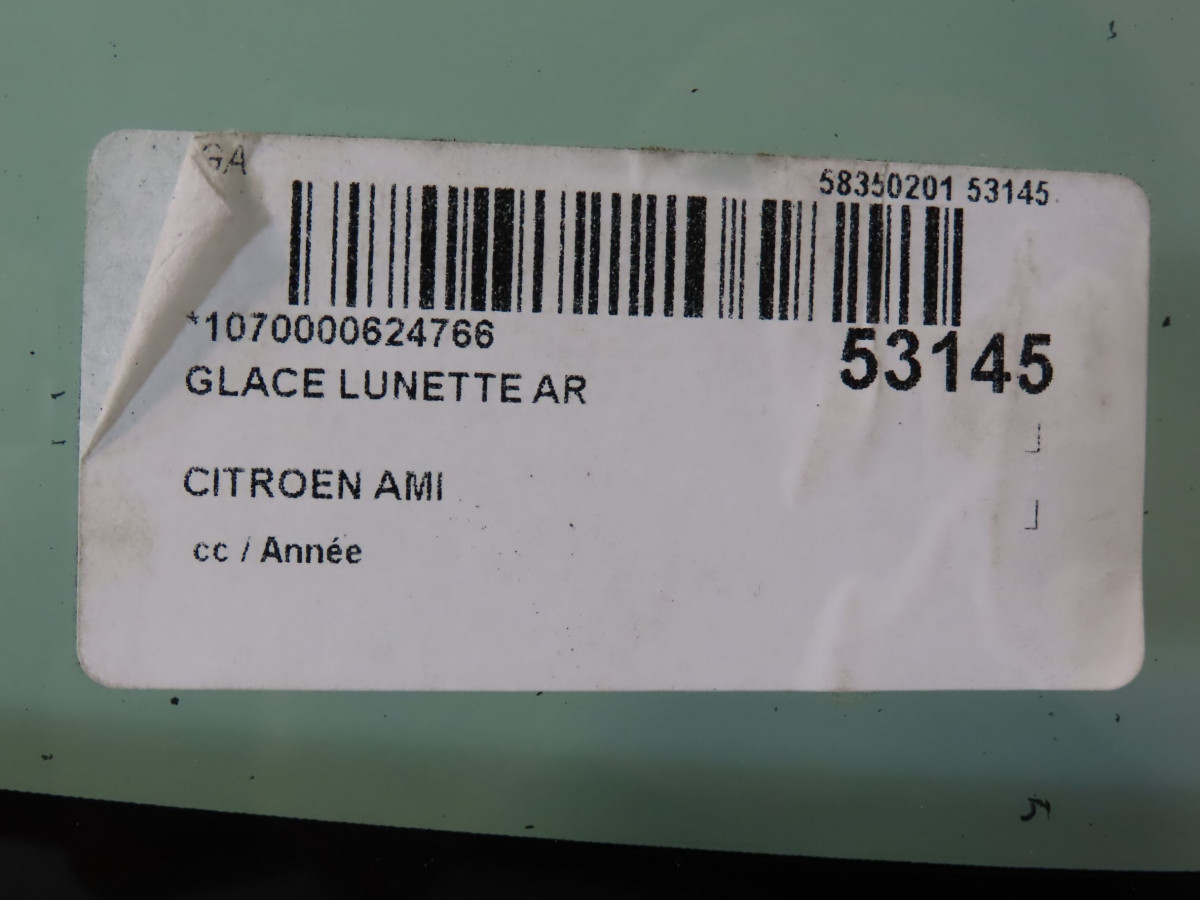 GA
58350201 53145
*1070000624766
53145
GLACE LUNETTE AR
CITROEN AMI
cc / Année